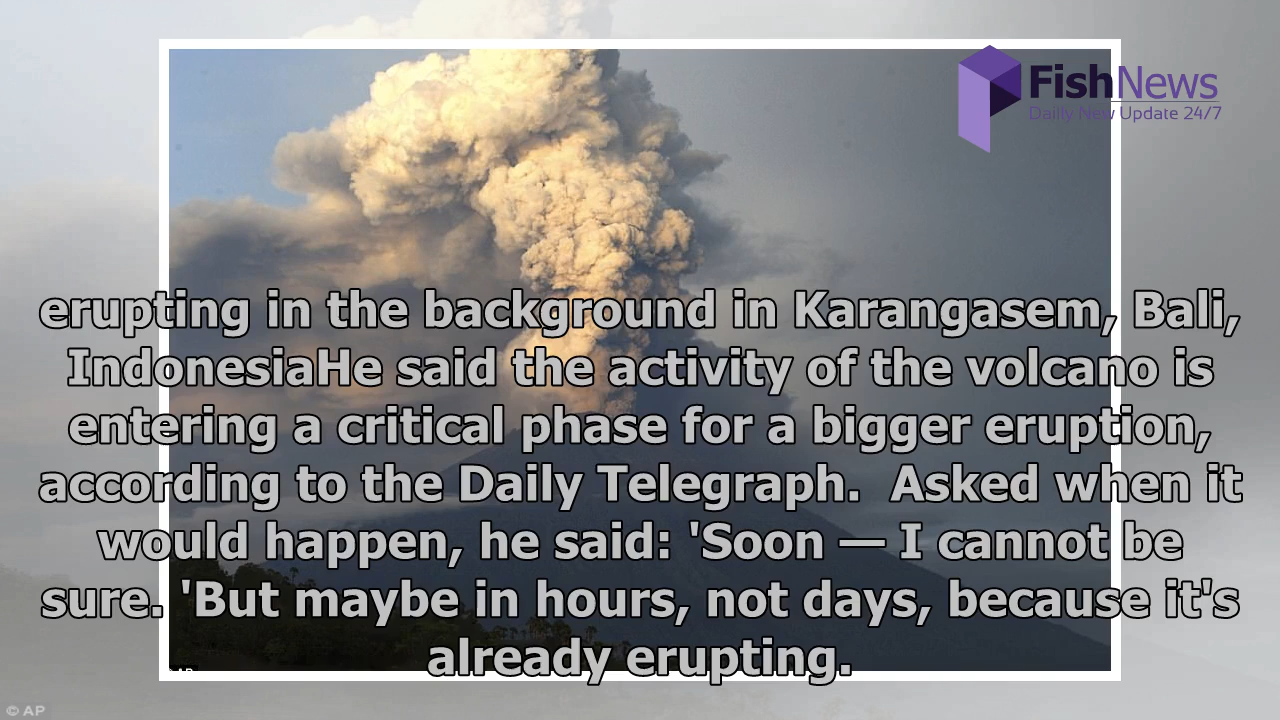 FishNews
Daily New Update 24/7
erupting in the background in Karangasem, Bali,
IndonesiaHe said the activity of the volcano is
entering a critical phase for a bigger eruption,
according to the Daily Telegraph.  Asked when it
would happen, he said: 'Soon — I cannot be
sure. 'But maybe in hours, not days, because it's
already erupting.
© AP